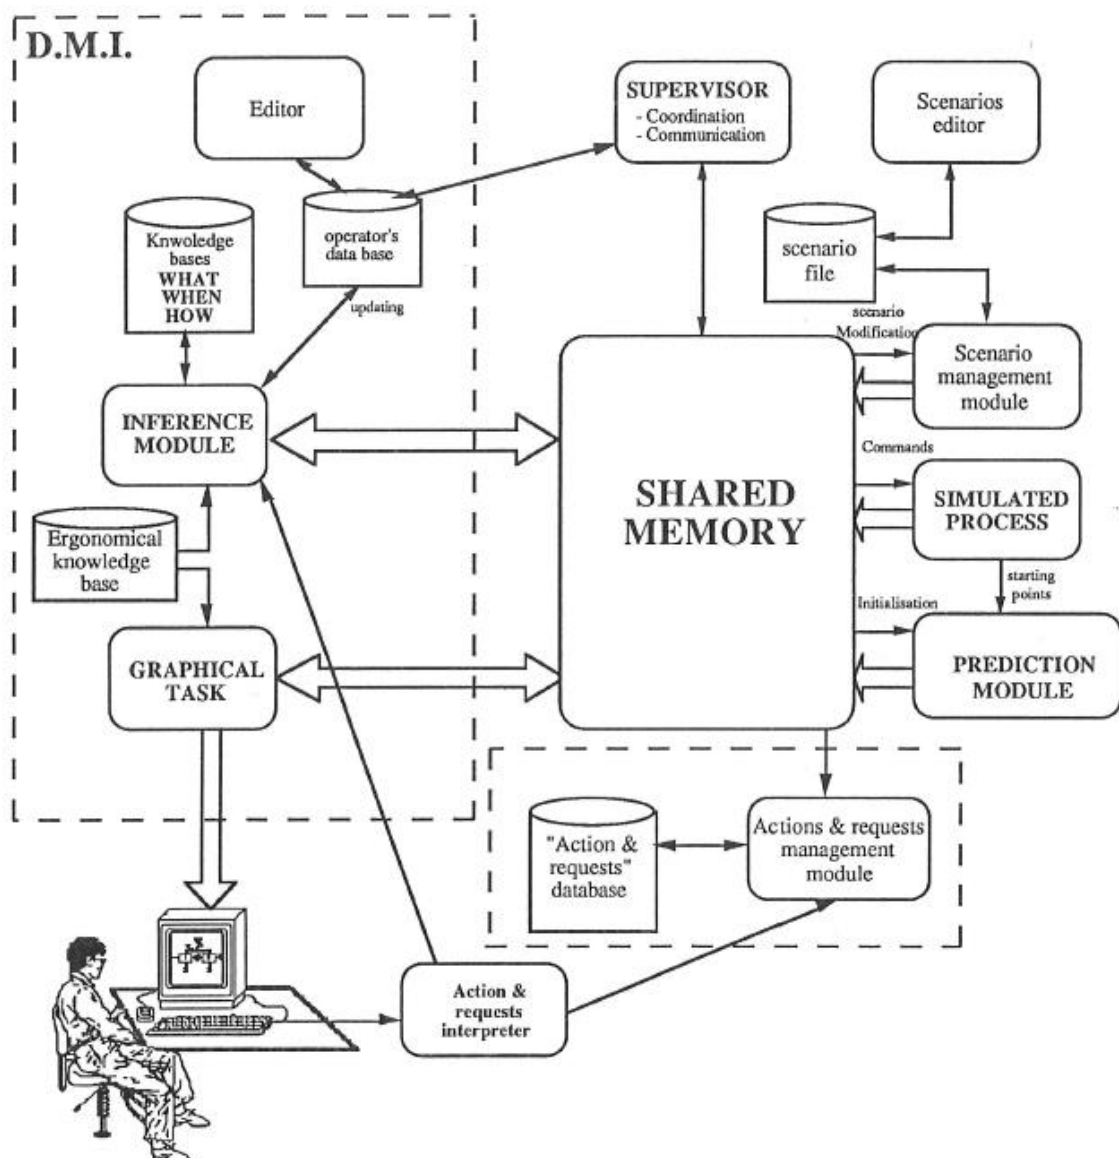 D.M.I.
Editor
SUPERVISOR
- Coordination
- Communication
Scenarios
editor
Knwoledge
bases
WHAT
WHEN
HOW
operator's
data base
updating
scenario
file
scenario
Modification
Scenario
management
module
INFERENCE
MODULE
SHARED
MEMORY
Commands
SIMULATED
PROCESS
Ergonomical
knowledge
base
starting
points
Initialisation
GRAPHICAL
TASK
PREDICTION
MODULE
"Action &
requests"
database
Actions & requests
management
module
Action &
requests
interpreter